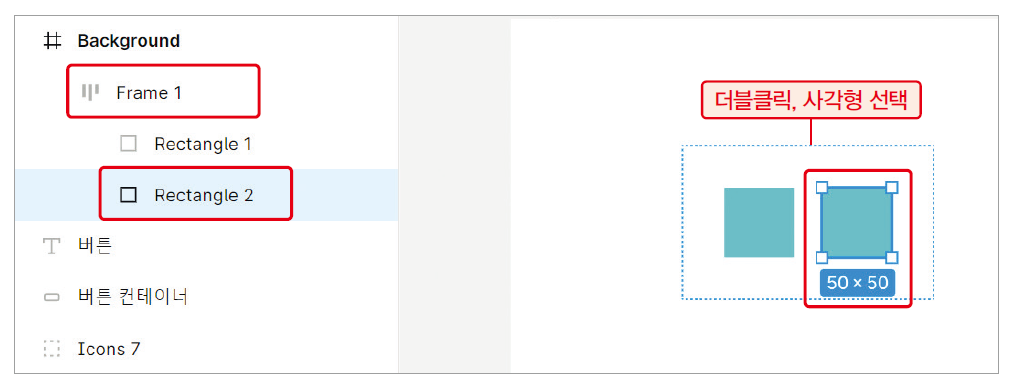 Background
Frame 1
Rectangle 1
Rectangle 2
버튼
버튼 컨테이너
Icons 7
더블클릭, 사각형 선택
50 × 50